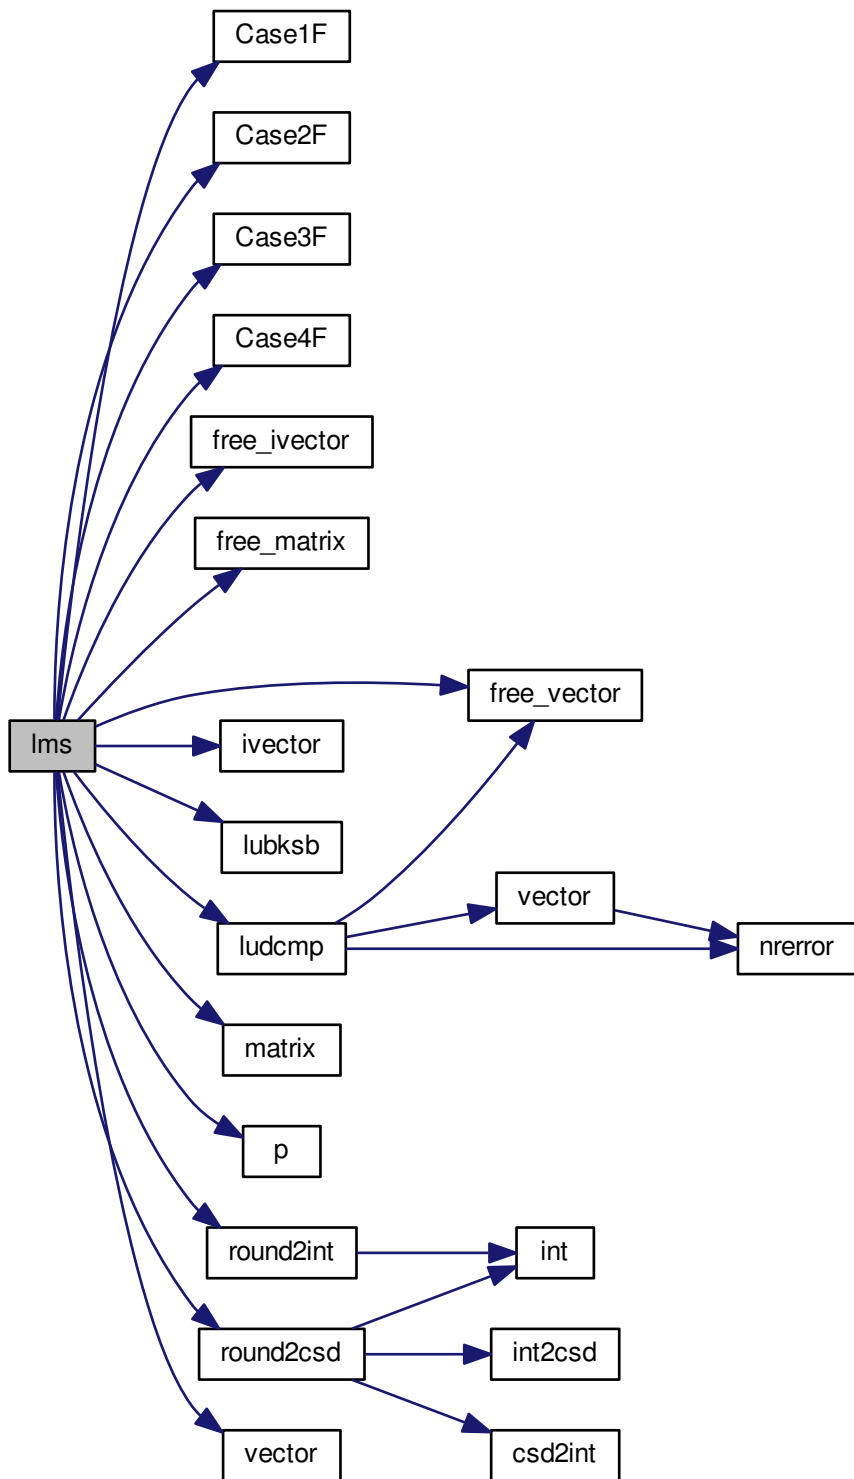 Case1F
Case2F
Case3F
Case4F
free_ivector
free_matrix
free_vector
lms
ivector
lubksb
vector
ludcmp
nrerror
matrix
p
round2int
int
round2csd
int2csd
vector
csd2int